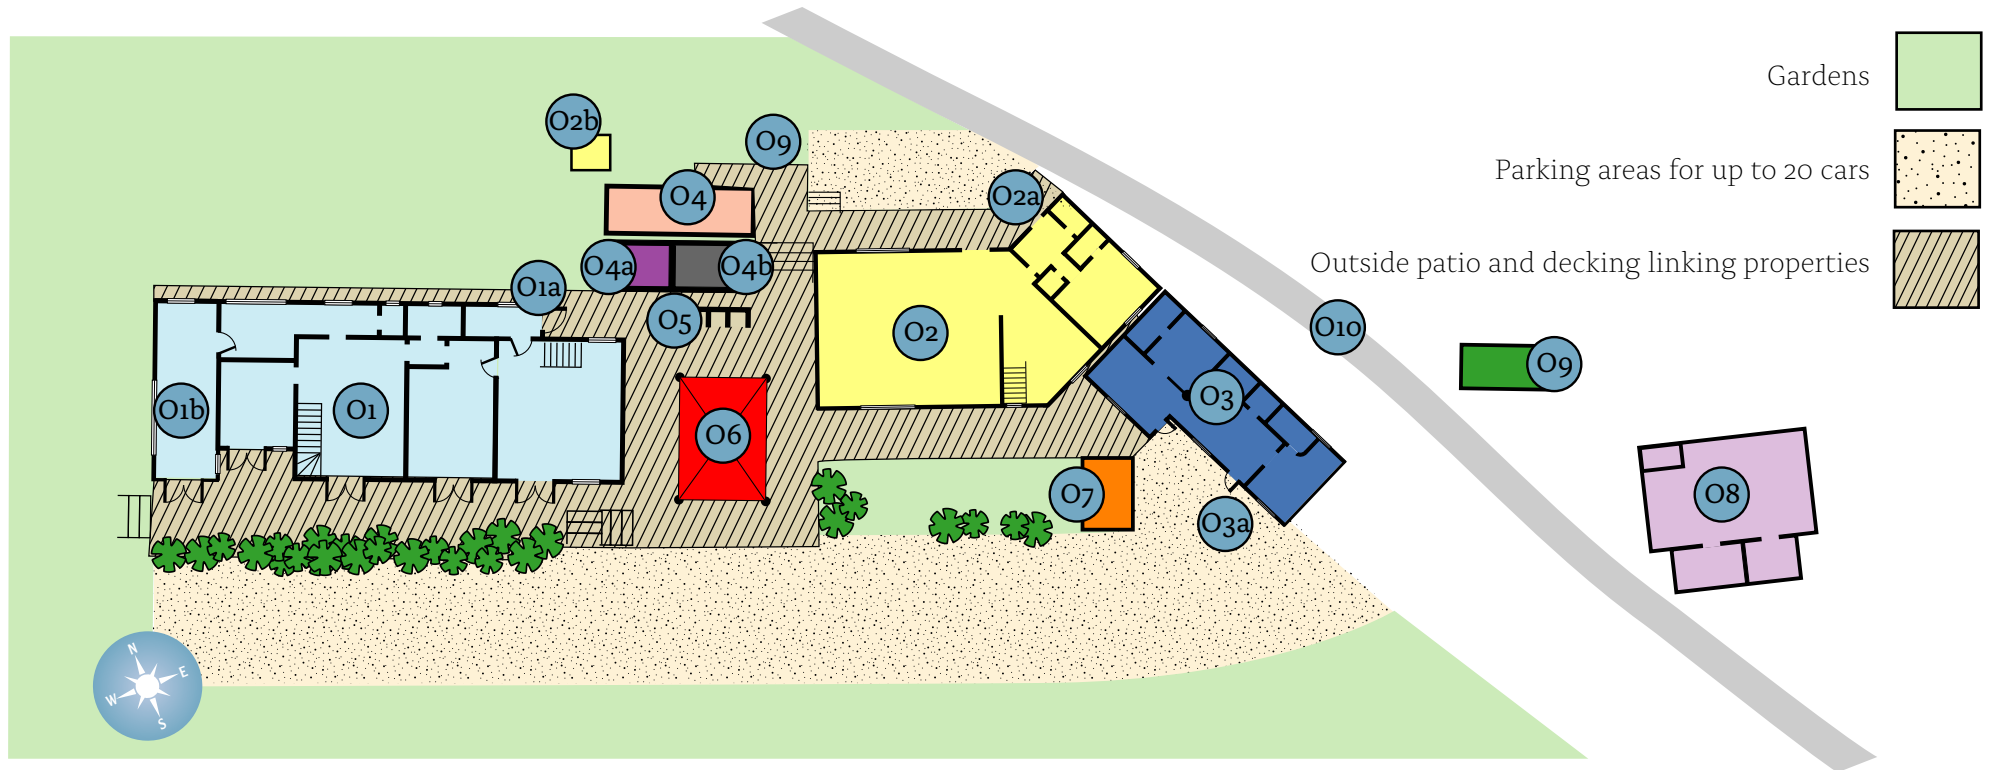 Gardens
Parking areas for up to 20 cars
Outside patio and decking linking properties
O2b
O9
O4
O2a
O4a
O4b
O1a
O5
O2
O10
O9
O1b
O1
O6
O3
O7
O3a
O8
N
E
W
S